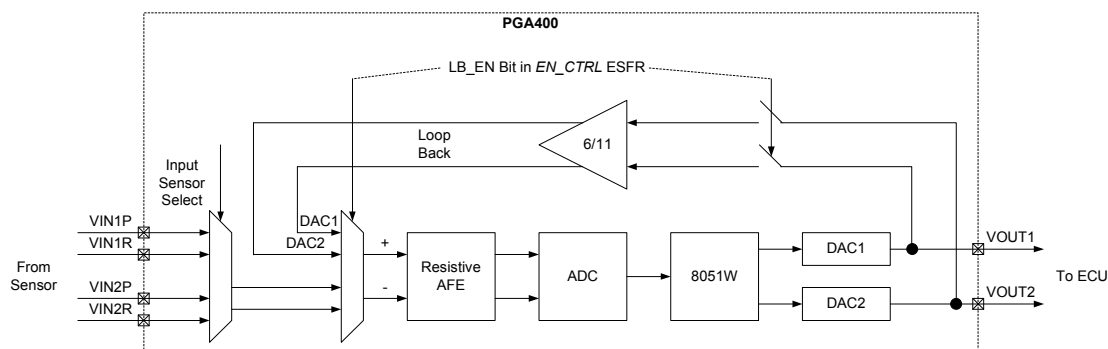 PGA400
LB_EN Bit in EN_CTRL ESFR
6/11
Loop
Back
Input
Sensor
Select
VIN1P
VIN1R
VIN2P
VIN2R
From
Sensor
DAC1
DAC2
+
-
Resistive
AFE
ADC
8051W
DAC1
DAC2
VOUT1
VOUT2
To ECU